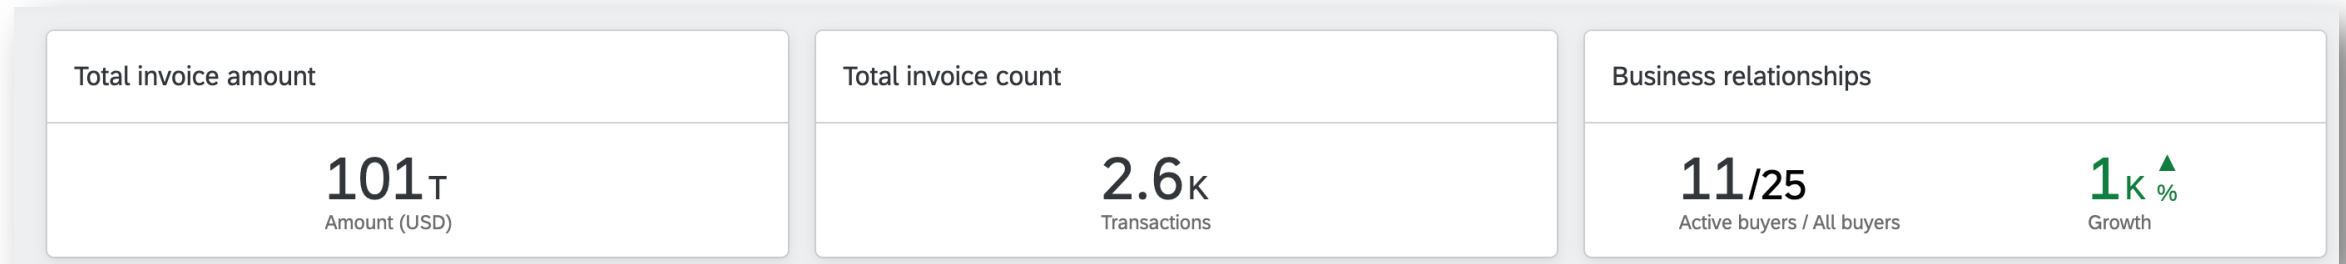 Total invoice amount
101T
Amount (USD)
Total invoice count
2.6K
Transactions
Business relationships
11/25
Active buyers / All buyers
1K ▲ %
Growth